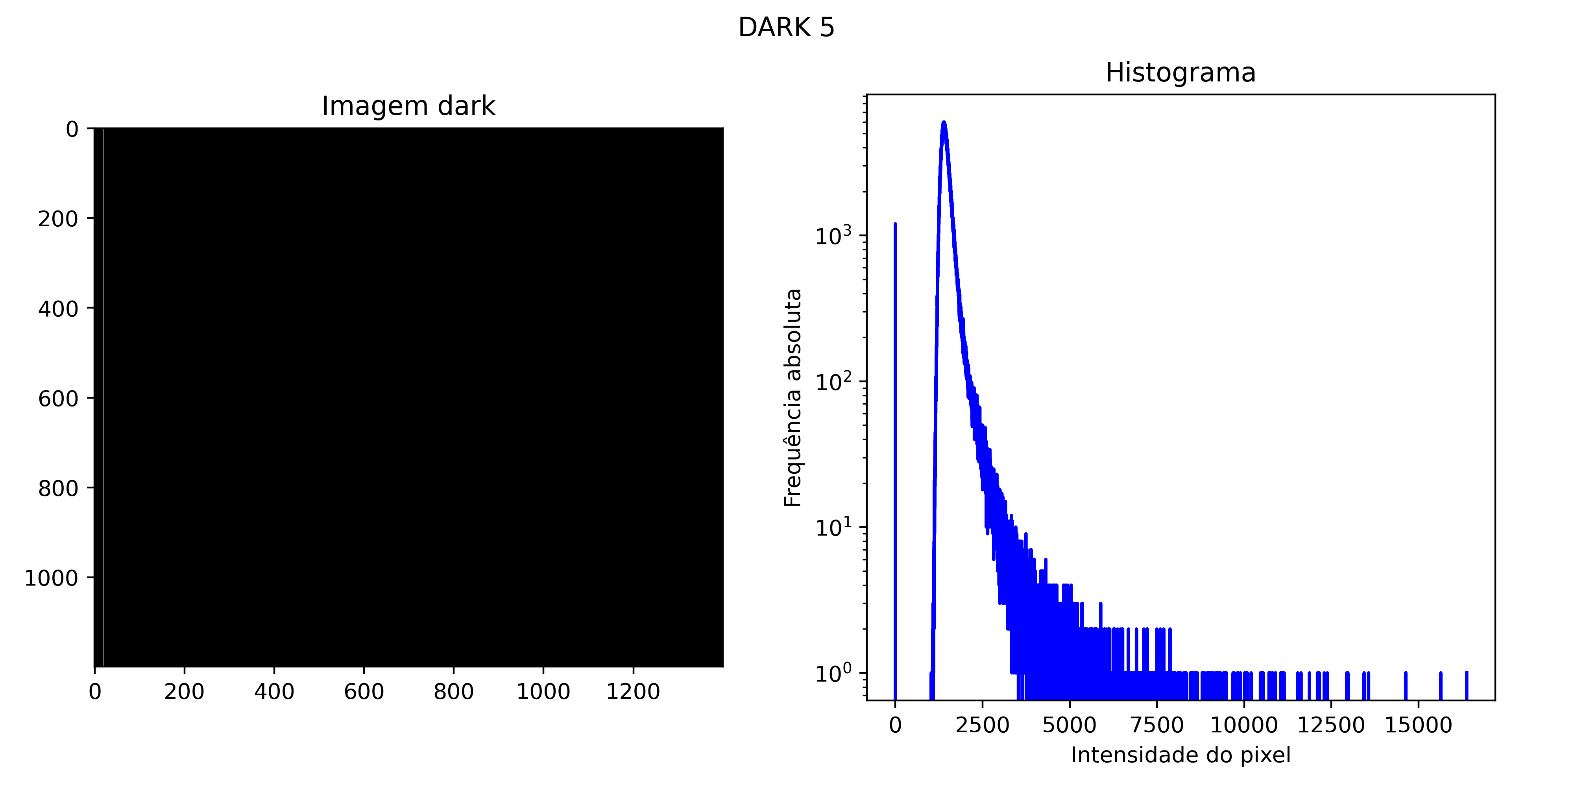 DARK 5
Imagem dark
0
200
400
600
800
1000
0 200 400 600 800 1000 1200
Histograma
Frequência absoluta
10³
10²
10¹
10⁰
0 2500 5000 7500 10000 12500 15000
Intensidade do pixel